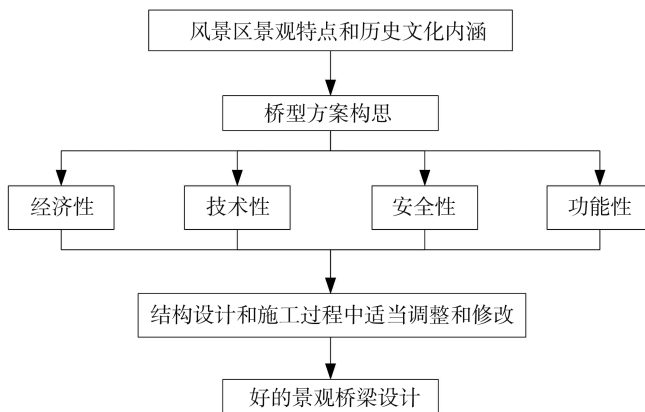 风景区景观特点和历史文化内涵
桥型方案构思
经济性
技术性
安全性
功能性
结构设计和施工过程中适当调整和修改
好的景观桥梁设计